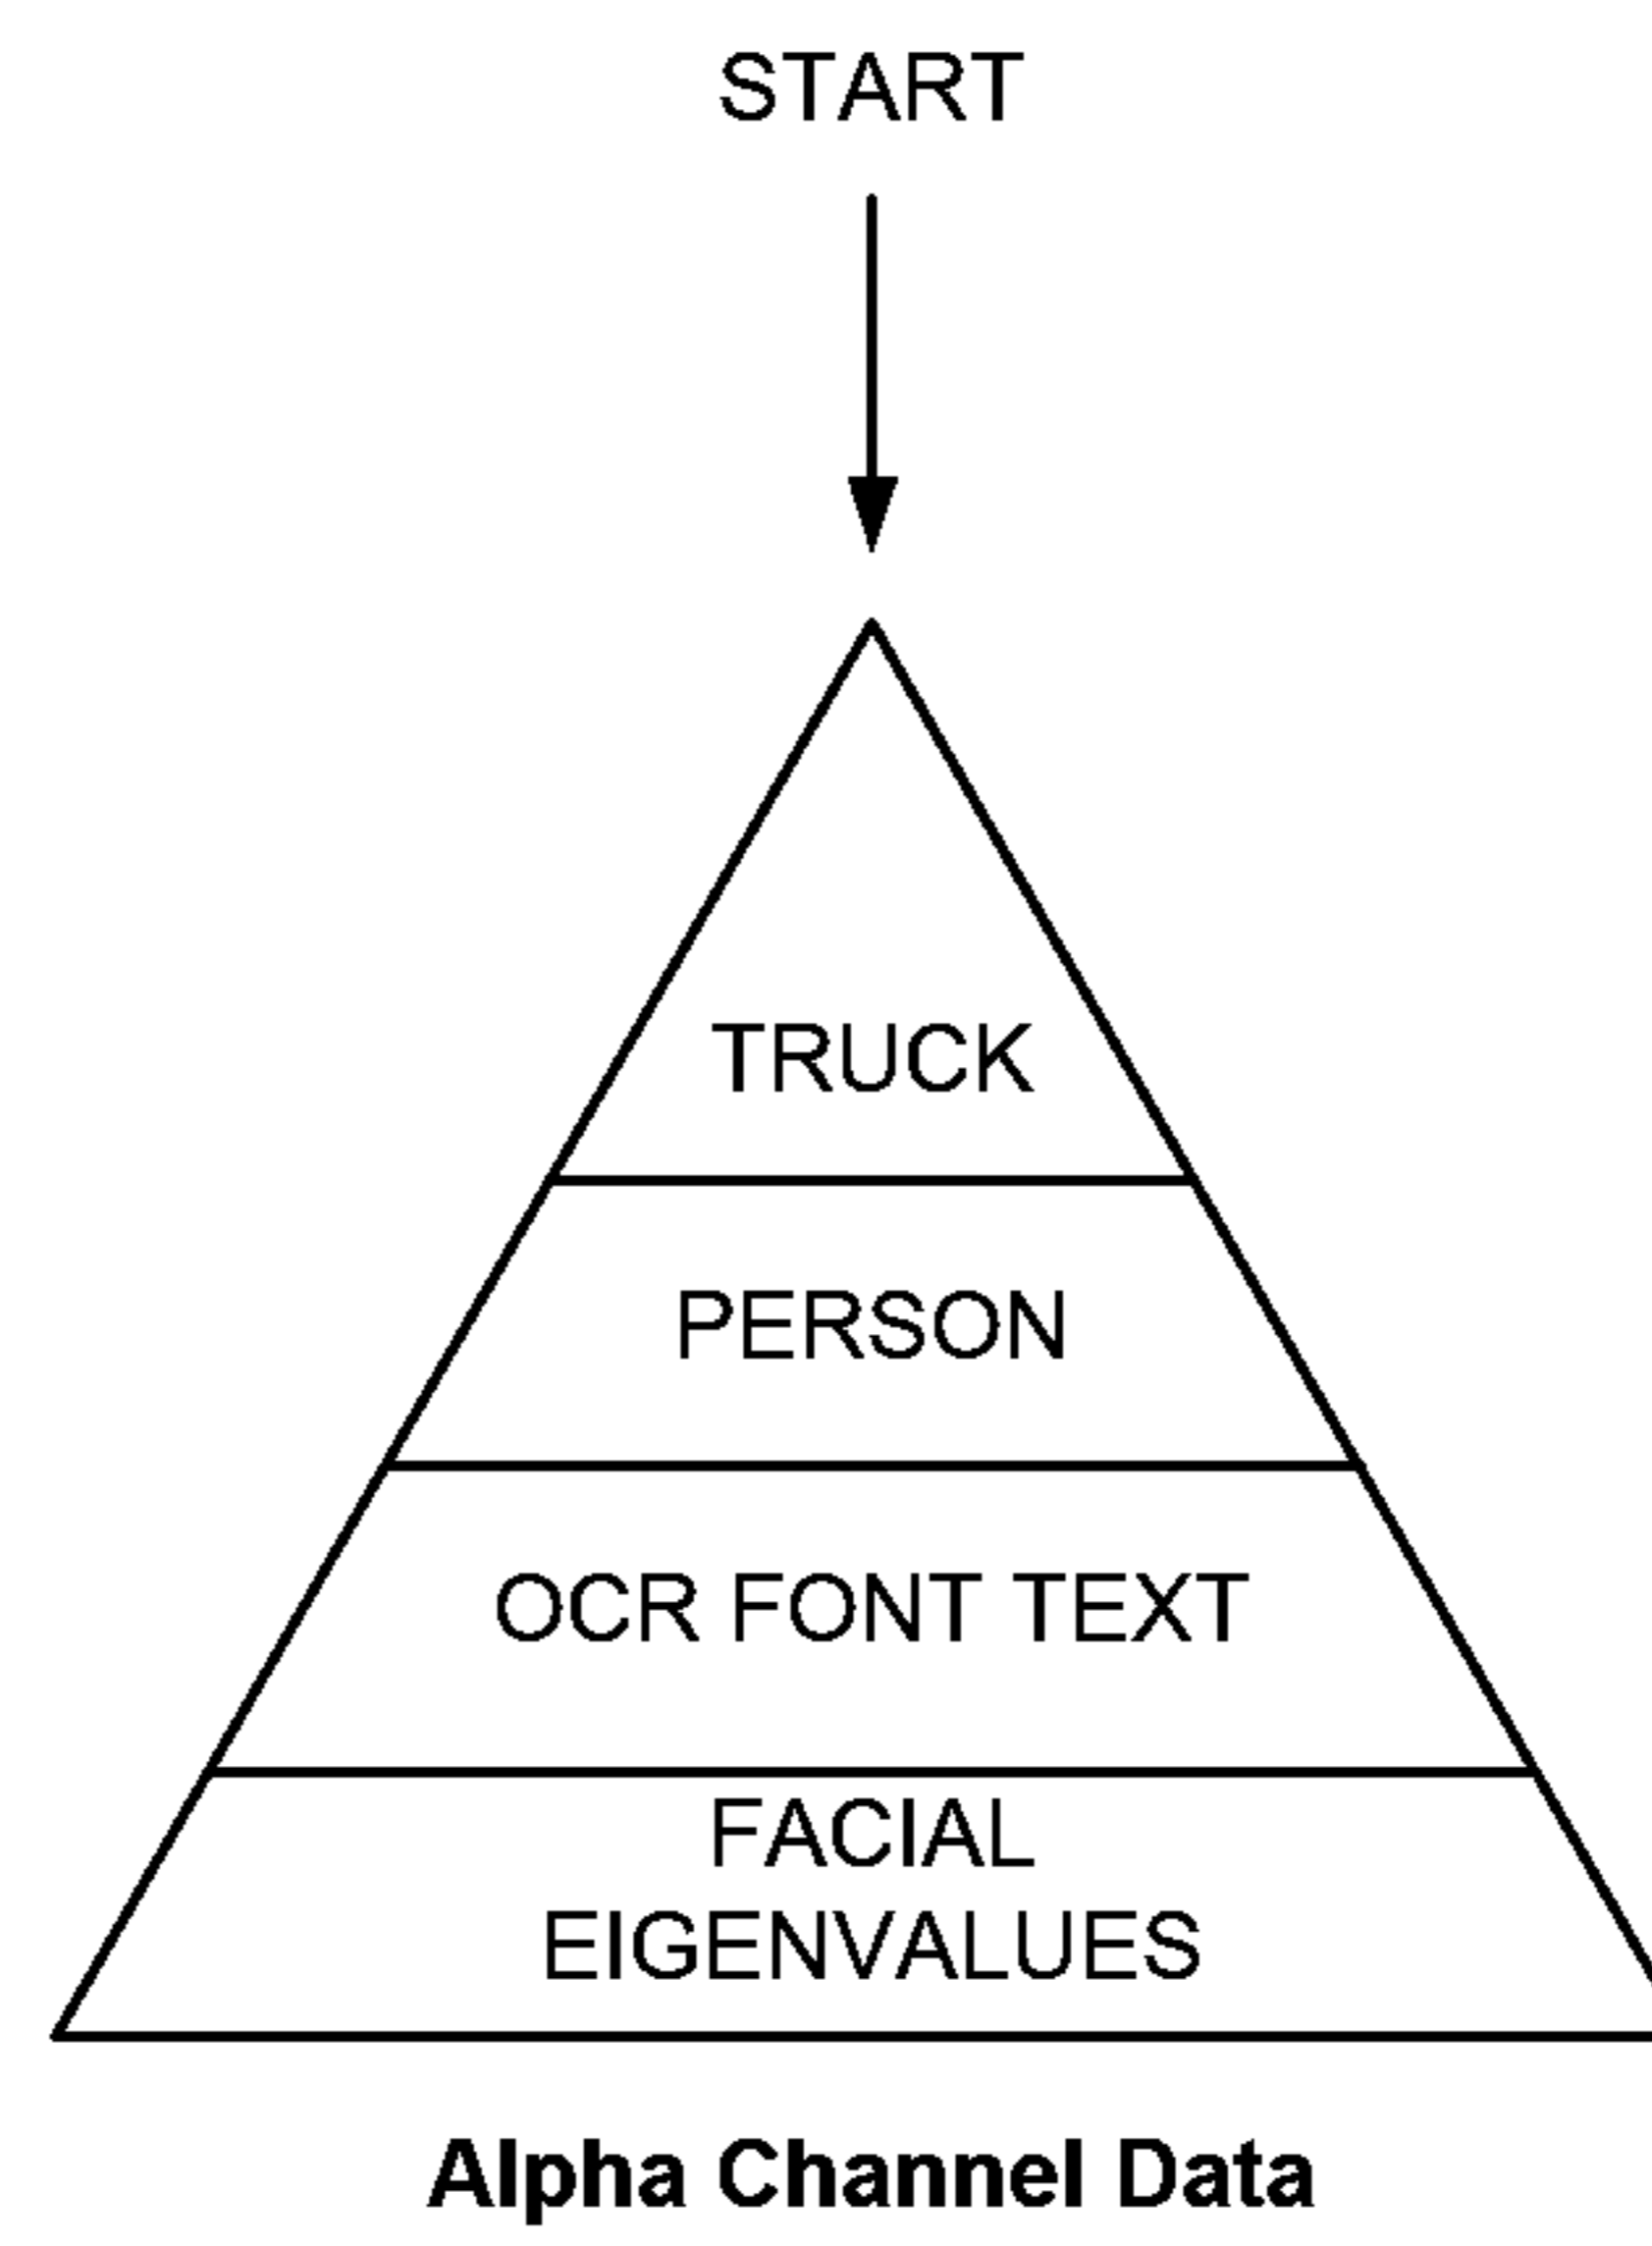 START
TRUCK
PERSON
OCR FONT TEXT
FACIAL
EIGENVALUES
Alpha Channel Data